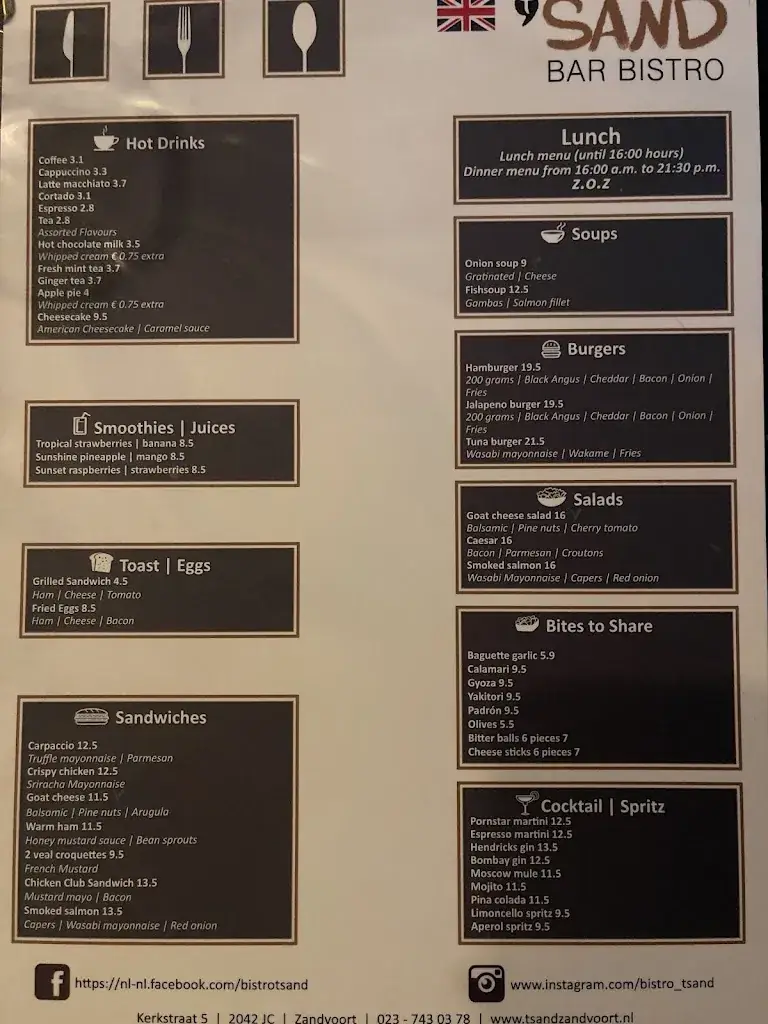 ’SAND
BAR BISTRO
Hot Drinks
Coffee 3.1
Cappuccino 3.3
Latte macchiato 3.7
Cortado 3.1
Espresso 2.8
Tea 2.8
Assorted Flavours
Hot chocolate milk 3.5
Whipped cream € 0.75 extra
Fresh mint tea 3.7
Ginger tea 3.7
Apple pie 4
Whipped cream € 0.75 extra
Cheesecake 9.5
American Cheesecake | Caramel sauce
Smoothies | Juices
Tropical strawberries | banana 8.5
Sunshine pineapple | mango 8.5
Sunset raspberries | strawberries 8.5
Toast | Eggs
Grilled Sandwich 4.5
Ham | Cheese | Tomato
Fried Eggs 8.5
Ham | Cheese | Bacon
Sandwiches
Carpaccio 12.5
Truffle mayonnaise | Parmesan
Crispy chicken 12.5
Sriracha Mayonnaise
Goat cheese 11.5
Balsamic | Pine nuts | Arugula
Warm ham 11.5
Honey mustard sauce | Bean sprouts
2 veal croquettes 9.5
French Mustard
Chicken Club Sandwich 13.5
Mustard mayo | Bacon
Smoked salmon 13.5
Capers | Wasabi mayonnaise | Red onion
Lunch
Lunch menu (until 16:00 hours)
Dinner menu from 16:00 a.m. to 21:30 p.m.
Z.O.Z
Soups
Onion soup 9
Gratinated | Cheese
Fishsoup 12.5
Gambas | Salmon fillet
Burgers
Hamburger 19.5
200 grams | Black Angus | Cheddar | Bacon | Onion |
Fries
Jalapeno burger 19.5
200 grams | Black Angus | Cheddar | Bacon | Onion |
Fries
Tuna burger 21.5
Wasabi mayonnaise | Wakame | Fries
Salads
Goat cheese salad 16
Balsamic | Pine nuts | Cherry tomato
Caesar 16
Bacon | Parmesan | Croutons
Smoked salmon 16
Wasabi Mayonnaise | Capers | Red onion
Bites to Share
Baguette garlic 5.9
Calamari 9.5
Gyoza 9.5
Yakitori 9.5
Padrón 9.5
Olives 5.5
Bitter balls 6 pieces 7
Cheese sticks 6 pieces 7
Cocktail | Spritz
Pornstar martini 12.5
Espresso martini 12.5
Hendricks gin 13.5
Bombay gin 12.5
Moscow mule 11.5
Mojito 11.5
Pina colada 11.5
Limoncello spritz 9.5
Aperol spritz 9.5
https://nl-nl.facebook.com/bistrotsand
www.instagram.com/bistro_tsand
Kerkstraat 5 | 2042 JC | Zandvoort | 023 - 743 03 78 | www.tsandzandvoort.nl